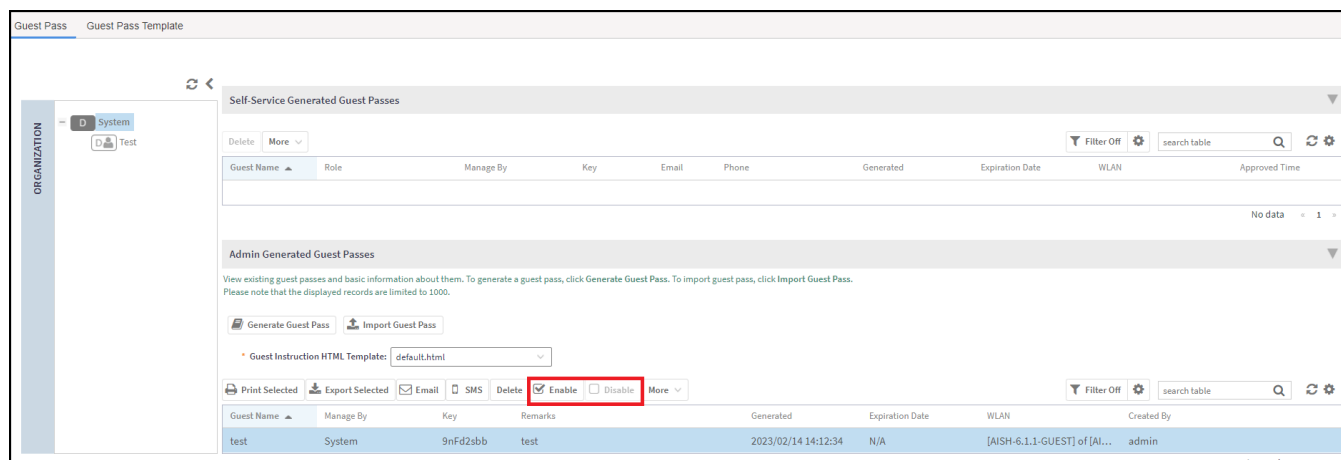 Guest Pass Guest Pass Template
ORGANIZATION
D System
D Test
Self-Service Generated Guest Passes
Delete More Filter Off search table
Guest Name Role Manage By Key Email Phone Generated Expiration Date WLAN Approved Time
No data « 1 »
Admin Generated Guest Passes
View existing guest passes and basic information about them. To generate a guest pass, click Generate Guest Pass. To import guest pass, click Import Guest Pass.
Please note that the displayed records are limited to 1000.
Generate Guest Pass Import Guest Pass
* Guest Instruction HTML Template: default.html
Print Selected Export Selected Email SMS Delete Enable Disable More Filter Off search table
Guest Name Manage By Key Remarks Generated Expiration Date WLAN Created By
test System 9nFd2sbb test 2023/02/14 14:12:34 N/A [AISH-6.1.1-GUEST] of [AI... admin